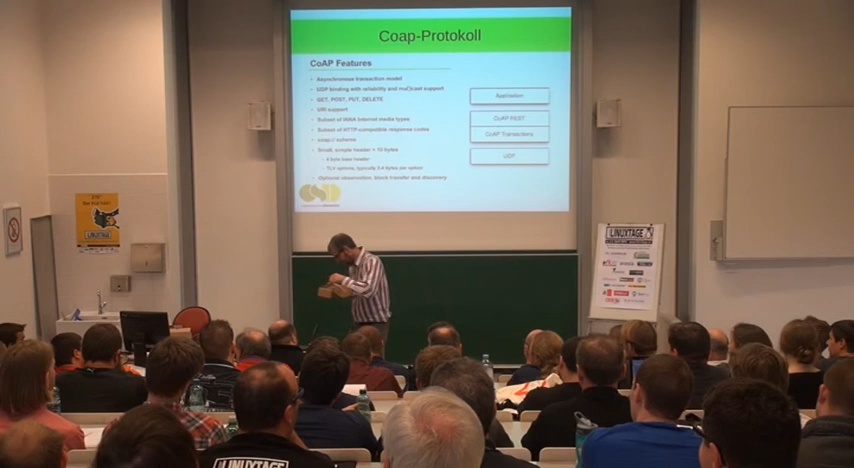 Coap-Protokoll
CoAP Features
Asynchronous transaction model
UDP binding with reliability and multicast support
GET, POST, PUT, DELETE
URI support
Subset of IANA Internet media types
Subset of HTTP-compatible response codes
coap:// scheme
Small, simple header < 10 bytes
4 byte base header
TLV options, typically 2-4 bytes per option
Optional observation, block transfer and discovery
Application
CoAP REST
CoAP Transactions
UDP
LINUXTAGE
LINUXTAGE
LINUXTAGE